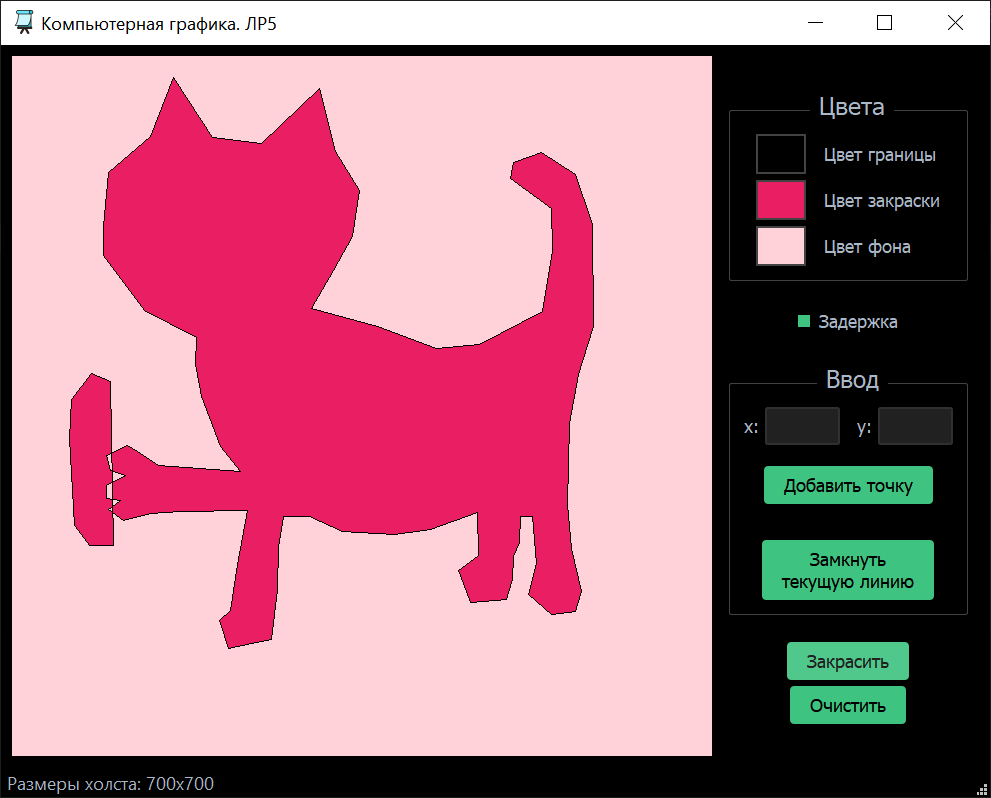 Компьютерная графика. ЛР5
Цвета
Цвет границы
Цвет закраски
Цвет фона
Задержка
Ввод
x: y:
Добавить точку
Замкнуть
текущую линию
Закрасить
Очистить
Размеры холста: 700x700